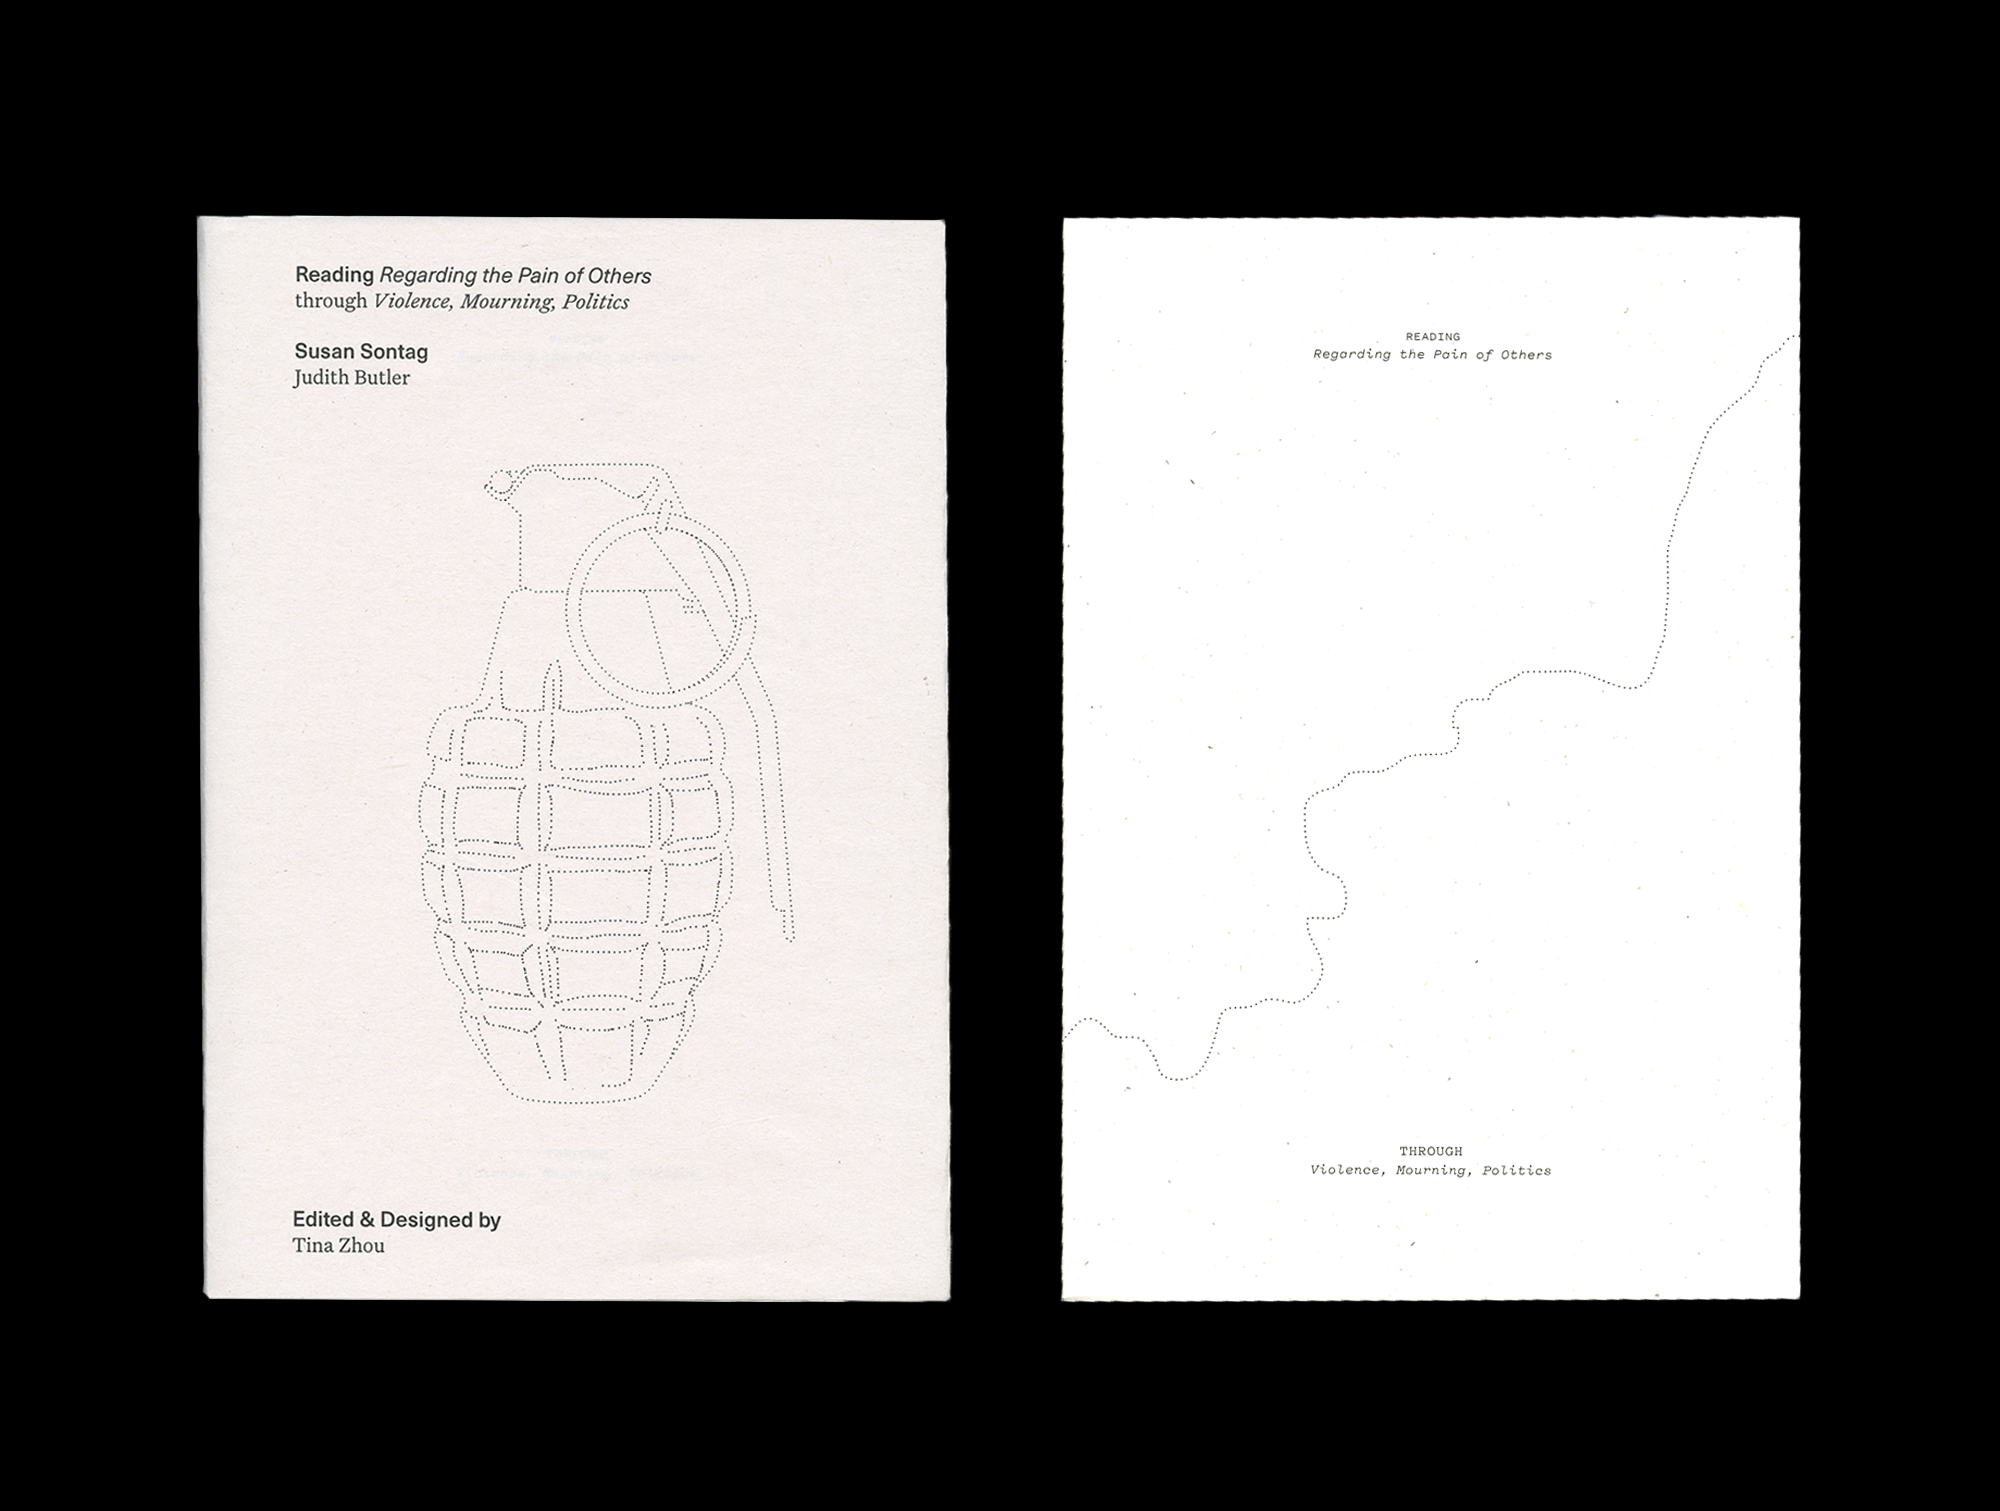 Reading Regarding the Pain of Others
through Violence, Mourning, Politics
Susan Sontag
Judith Butler
Edited & Designed by
Tina Zhou
READING
Regarding the Pain of Others
THROUGH
Violence, Mourning, Politics